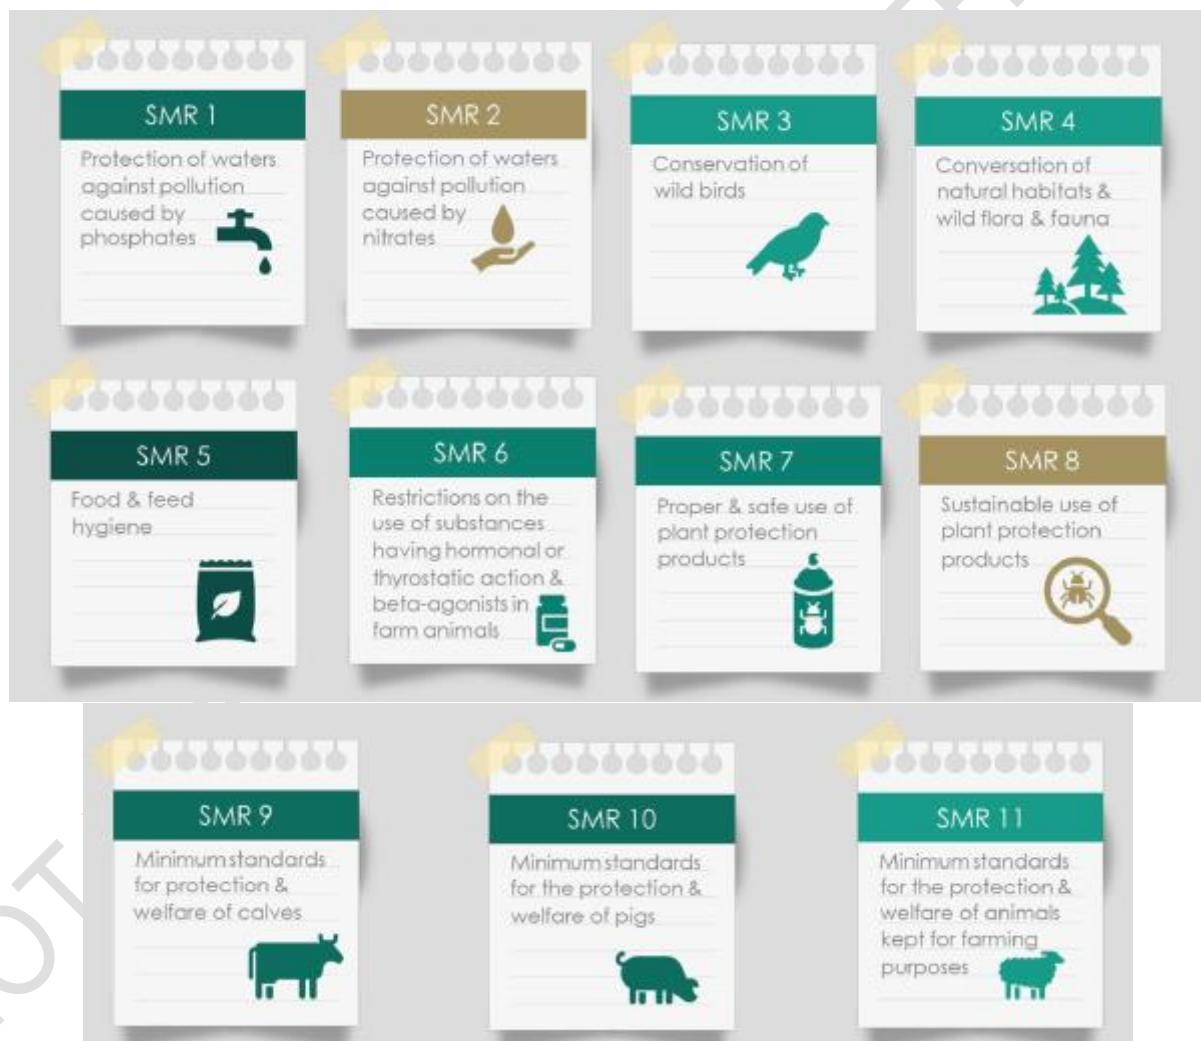 SMR 1
Protection of waters
against pollution
caused by
phosphates
SMR 2
Protection of waters
against pollution
caused by
nitrates
SMR 3
Conservation of
wild birds
SMR 4
Conversation of
natural habitats &
wild flora & fauna
SMR 5
Food & feed
hygiene
SMR 6
Restrictions on the
use of substances
having hormonal or
thyrostatic action &
beta-agonists in
farm animals
SMR 7
Proper & safe use of
plant protection
products
SMR 8
Sustainable use of
plant protection
products
SMR 9
Minimum standards
for protection &
welfare of calves
SMR 10
Minimum standards
for the protection &
welfare of pigs
SMR 11
Minimum standards
for the protection &
welfare of animals
kept for farming
purposes